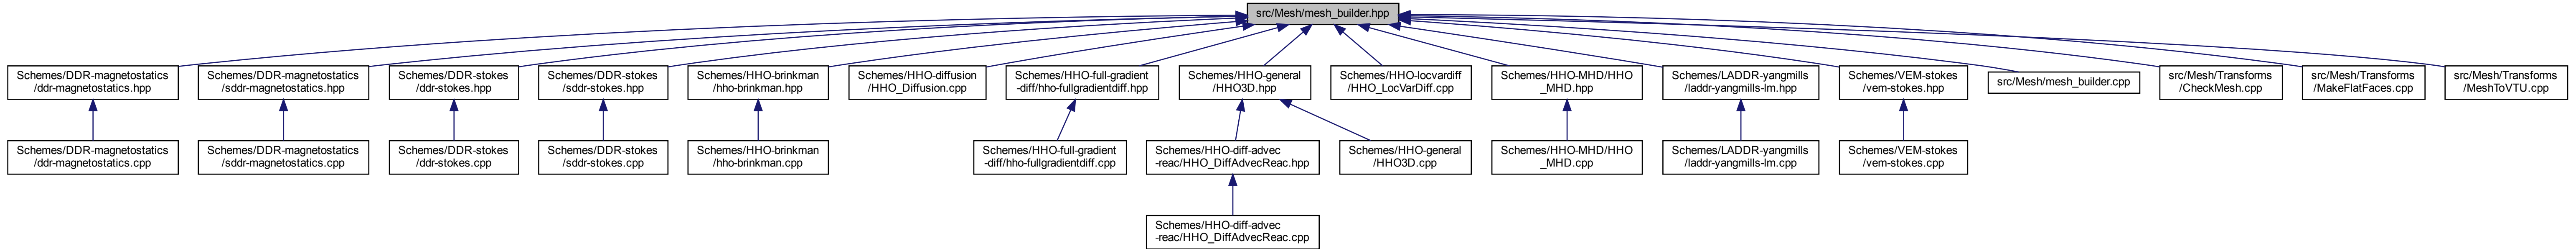 src/Mesh/mesh_builder.hpp
Schemes/DDR-magnetostatics
/ddr-magnetostatics.hpp
Schemes/DDR-magnetostatics
/sddr-magnetostatics.hpp
Schemes/DDR-stokes
/ddr-stokes.hpp
Schemes/DDR-stokes
/sddr-stokes.hpp
Schemes/HHO-brinkman
/hho-brinkman.hpp
Schemes/HHO-diffusion
/HHO_Diffusion.cpp
Schemes/HHO-full-gradient
-diff/hho-fullgradientdiff.hpp
Schemes/HHO-general
/HHO3D.hpp
Schemes/HHO-locvardiff
/HHO_LocVarDiff.cpp
Schemes/HHO-MHD/HHO
_MHD.hpp
Schemes/LADDR-yangmills
/laddr-yangmills-lm.hpp
Schemes/VEM-stokes
/vem-stokes.hpp
src/Mesh/mesh_builder.cpp
src/Mesh/Transforms
/CheckMesh.cpp
src/Mesh/Transforms
/MakeFlatFaces.cpp
src/Mesh/Transforms
/MeshToVTU.cpp
Schemes/DDR-magnetostatics
/ddr-magnetostatics.cpp
Schemes/DDR-magnetostatics
/sddr-magnetostatics.cpp
Schemes/DDR-stokes
/ddr-stokes.cpp
Schemes/DDR-stokes
/sddr-stokes.cpp
Schemes/HHO-brinkman
/hho-brinkman.cpp
Schemes/HHO-full-gradient
-diff/hho-fullgradientdiff.cpp
Schemes/HHO-diff-advec
-reac/HHO_DiffAdvecReac.hpp
Schemes/HHO-general
/HHO3D.cpp
Schemes/HHO-MHD/HHO
_MHD.cpp
Schemes/LADDR-yangmills
/laddr-yangmills-lm.cpp
Schemes/VEM-stokes
/vem-stokes.cpp
Schemes/HHO-diff-advec
-reac/HHO_DiffAdvecReac.cpp